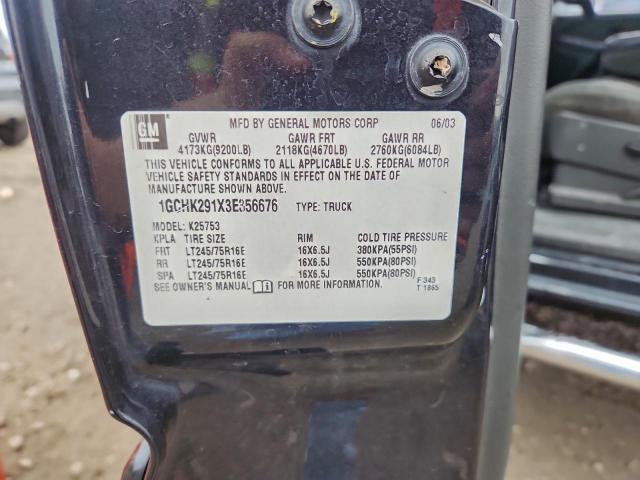 GM MFD BY GENERAL MOTORS CORP 06/03
GVWR GAWR FRT GAWR RR
4173KG(9200LB) 2118KG(4670LB) 2760KG(6084LB)
THIS VEHICLE CONFORMS TO ALL APPLICABLE U.S. FEDERAL MOTOR
VEHICLE SAFETY STANDARDS IN EFFECT ON THE DATE OF
MANUFACTURE SHOWN ABOVE.
1GCHK291X3E356676 TYPE: TRUCK
MODEL: K25753
KPLA TIRE SIZE RIM COLD TIRE PRESSURE
FRT LT245/75R16E 16X6.5J 380KPA(55PSI)
RR LT245/75R16E 16X6.5J 550KPA(80PSI)
SPA LT245/75R16E 16X6.5J 550KPA(80PSI)
SEE OWNER'S MANUAL FOR MORE INFORMATION. F 343
T 1865